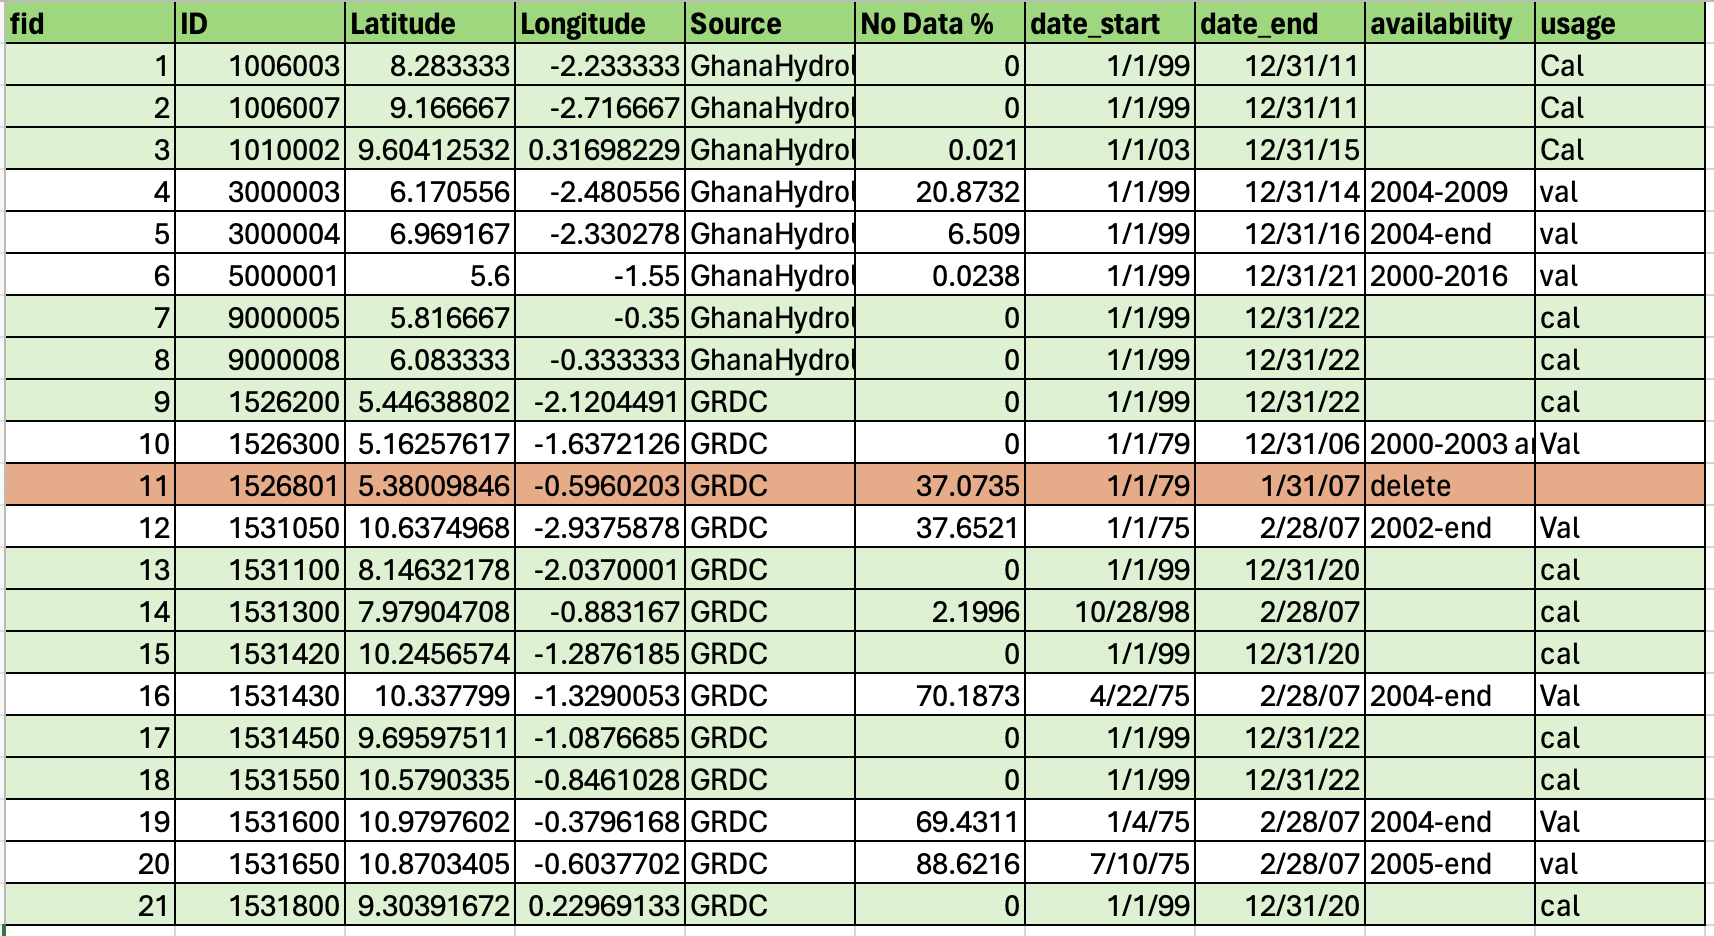 fid ID Latitude Longitude Source No Data % date_start date_end availability usage
1 1006003 8.283333 -2.233333 GhanaHydrol 0 1/1/99 12/31/11 Cal
2 1006007 9.166667 -2.716667 GhanaHydrol 0 1/1/99 12/31/11 Cal
3 1010002 9.60412532 0.31698229 GhanaHydrol 0.021 1/1/03 12/31/15 Cal
4 3000003 6.170556 -2.480556 GhanaHydrol 20.8732 1/1/99 12/31/14 2004-2009 val
5 3000004 6.969167 -2.330278 GhanaHydrol 6.509 1/1/99 12/31/16 2004-end val
6 5000001 5.6 -1.55 GhanaHydrol 0.0238 1/1/99 12/31/21 2000-2016 val
7 9000005 5.816667 -0.35 GhanaHydrol 0 1/1/99 12/31/22 cal
8 9000008 6.083333 -0.333333 GhanaHydrol 0 1/1/99 12/31/22 cal
9 1526200 5.44638802 -2.1204491 GRDC 0 1/1/99 12/31/22 cal
10 1526300 5.16257617 -1.6372126 GRDC 0 1/1/79 12/31/06 2000-2003 Val
11 1526801 5.38009846 -0.5960203 GRDC 37.0735 1/1/79 1/31/07 delete
12 1531050 10.6374968 -2.9375878 GRDC 37.6521 1/1/75 2/28/07 2002-end Val
13 1531100 8.14632178 -2.0370001 GRDC 0 1/1/99 12/31/20 cal
14 1531300 7.97904708 -0.883167 GRDC 2.1996 10/28/98 2/28/07 cal
15 1531420 10.2456574 -1.2876185 GRDC 0 1/1/99 12/31/20 cal
16 1531430 10.337799 -1.3290053 GRDC 70.1873 4/22/75 2/28/07 2004-end Val
17 1531450 9.69597511 -1.0876685 GRDC 0 1/1/99 12/31/22 cal
18 1531550 10.5790335 -0.8461028 GRDC 0 1/1/99 12/31/22 cal
19 1531600 10.9797602 -0.3796168 GRDC 69.4311 1/4/75 2/28/07 2004-end Val
20 1531650 10.8703405 -0.6037702 GRDC 88.6216 7/10/75 2/28/07 2005-end val
21 1531800 9.30391672 0.22969133 GRDC 0 1/1/99 12/31/20 cal